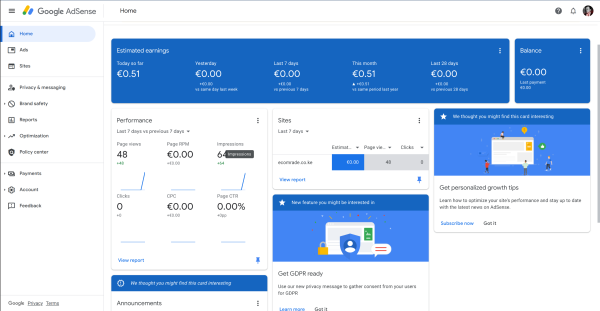 Google AdSense
Home
Home
Ads
Sites
Privacy & messaging
Brand safety
Reports
Optimization
Policy center
Payments
Account
Feedback
Google Privacy Terms
Estimated earnings
Today so far
€0.51
Yesterday
€0.00
+€0.00
vs same day last week
Last 7 days
€0.00
+€0.00
vs previous 7 days
This month
€0.51
+€0.51
vs same period last year
Last 28 days
€0.00
+€0.00
vs previous 28 days
Balance
€0.00
Last payment
€0.00
Performance
Last 7 days vs previous 7 days
Page views
48
+48
Page RPM
€0.00
+€0.00
Impressions
64
+64
Impressions
Clicks
0
+0
CPC
€0.00
+€0.00
Page CTR
0.00%
+0pp
View report
We thought you might find this card interesting
Announcements
Sites
Last 7 days
Estimat... Page vie... Clicks
ecomtrade.co.ke €0.00 48 0
View report
New feature you might be interested in
Get GDPR ready
Use our new privacy message to gather consent from your users
for GDPR
Learn more Got it
We thought you might find this card interesting
Get personalized growth tips
Learn how to optimize your site's performance and stay up to
date with the latest news on AdSense.
Subscribe now Got it